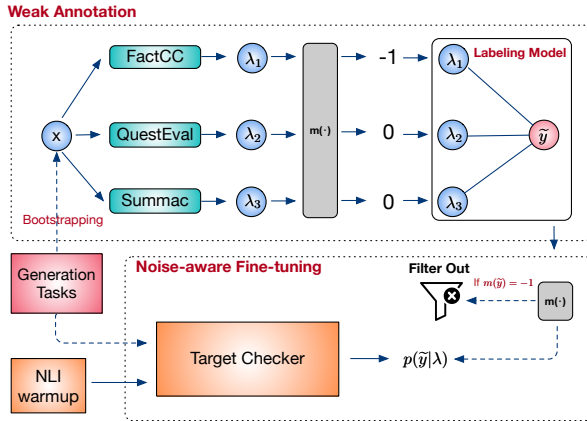 Weak Annotation
FactCC
λ1
-1
λ1
Labeling Model
x
QuestEval
λ2
m(·)
0
λ2
ỹ
Summac
λ3
0
λ3
Bootstrapping
Generation
Tasks
Noise-aware Fine-tuning
Filter Out
If m(ỹ) = −1
m(·)
Target Checker
p(ỹ|λ)
NLI
warmup